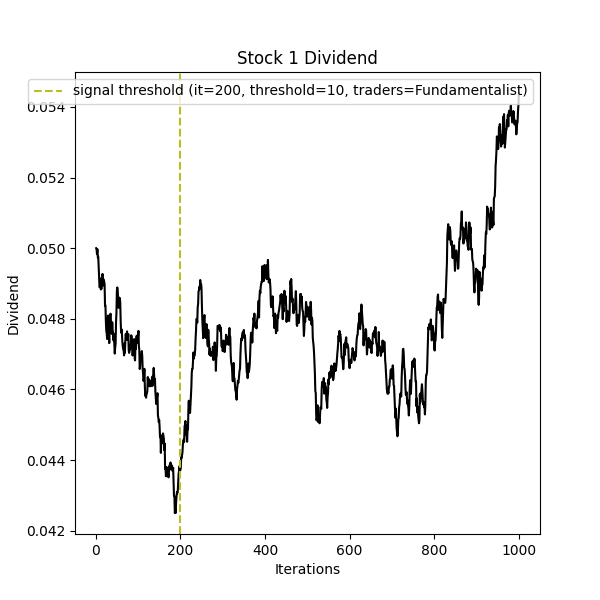 Stock 1 Dividend
signal threshold (it=200, threshold=10, traders=Fundamentalist)
0.054
0.052
0.050
0.048
0.046
0.044
0.042
Dividend
0 200 400 600 800 1000
Iterations